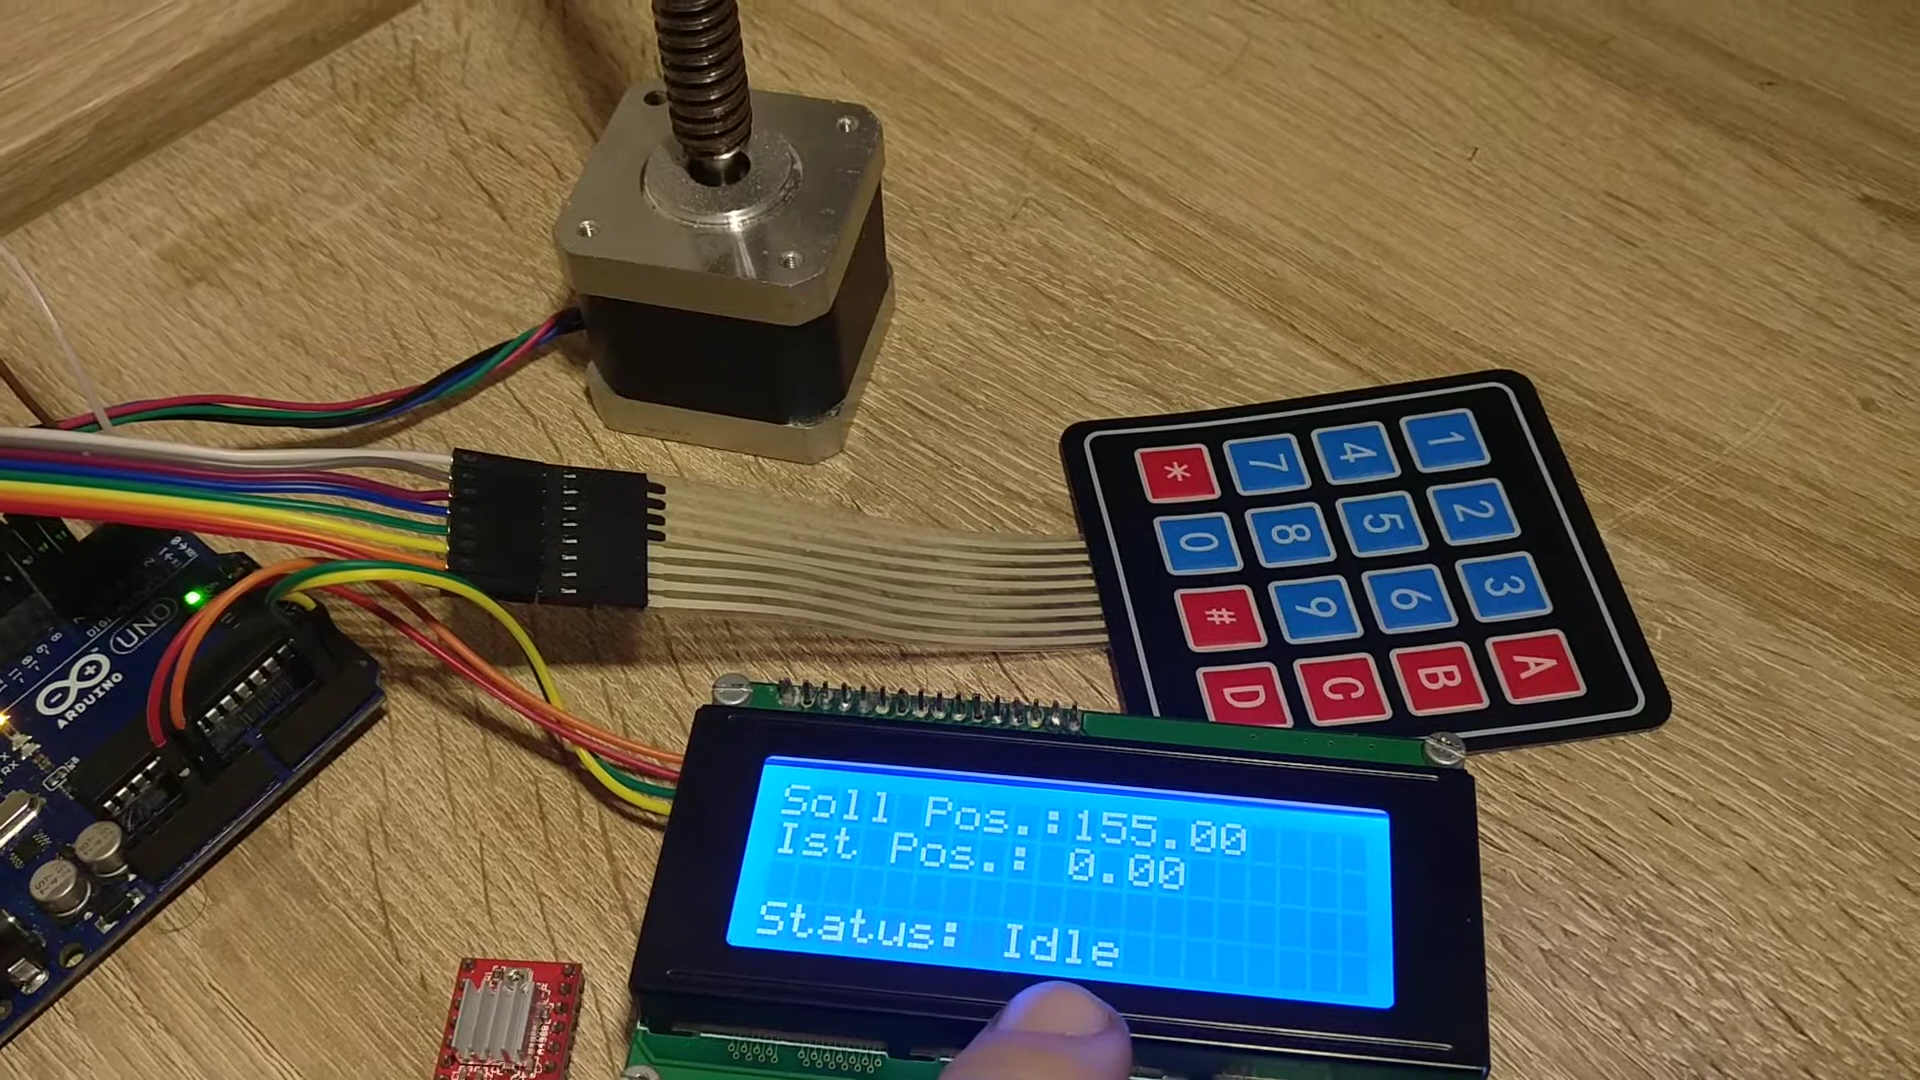 1 4 7 *
2 5 8 0
3 6 9 #
A B C D
UNO
ARDUINO
RX
Soll Pos.:155.00
Ist Pos.: 0.00
Status: Idle